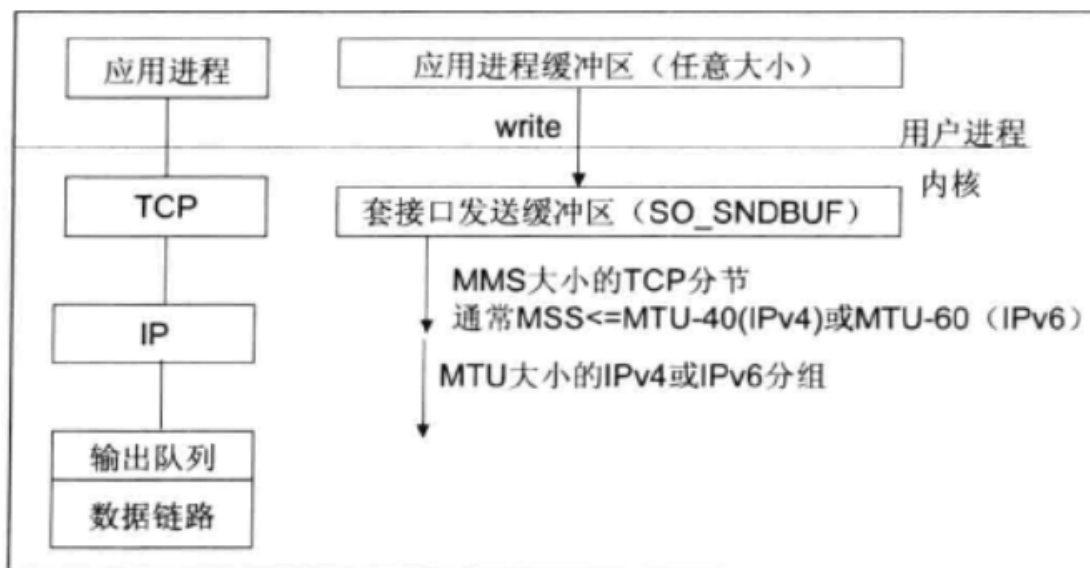 应用进程
应用进程缓冲区（任意大小）
write
用户进程
内核
TCP
套接口发送缓冲区（SO_SNDBUF）
MMS大小的TCP分节
通常MSS<=MTU-40(IPv4)或MTU-60（IPv6）
IP
MTU大小的IPv4或IPv6分组
输出队列
数据链路